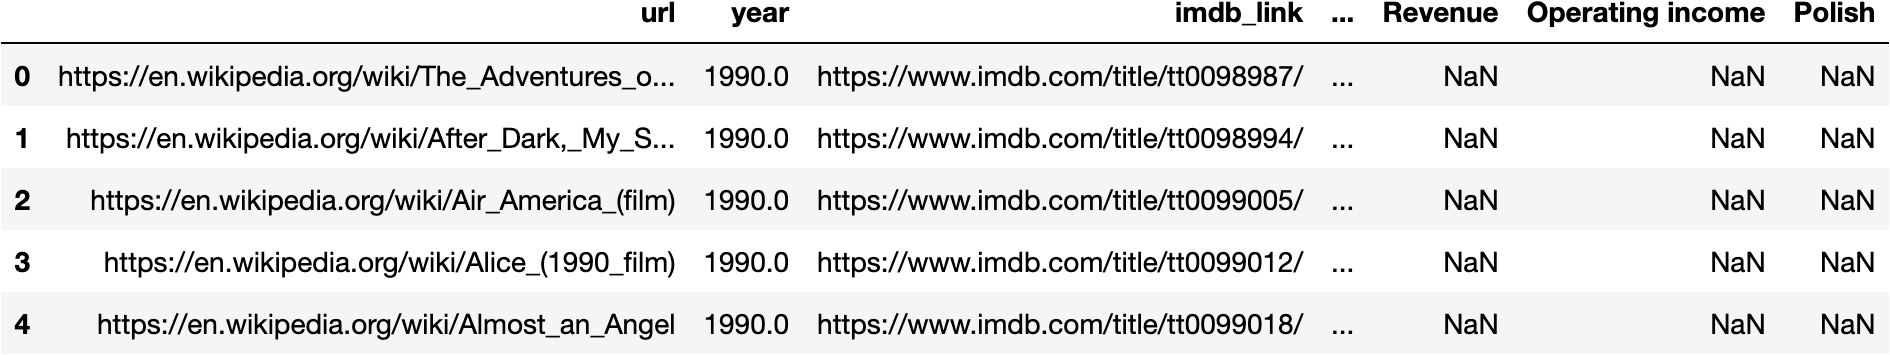 url year imdb_link ... Revenue Operating income Polish
0 https://en.wikipedia.org/wiki/The_Adventures_o... 1990.0 https://www.imdb.com/title/tt0098987/ ... NaN NaN NaN
1 https://en.wikipedia.org/wiki/After_Dark,_My_S... 1990.0 https://www.imdb.com/title/tt0098994/ ... NaN NaN NaN
2 https://en.wikipedia.org/wiki/Air_America_(film) 1990.0 https://www.imdb.com/title/tt0099005/ ... NaN NaN NaN
3 https://en.wikipedia.org/wiki/Alice_(1990_film) 1990.0 https://www.imdb.com/title/tt0099012/ ... NaN NaN NaN
4 https://en.wikipedia.org/wiki/Almost_an_Angel 1990.0 https://www.imdb.com/title/tt0099018/ ... NaN NaN NaN